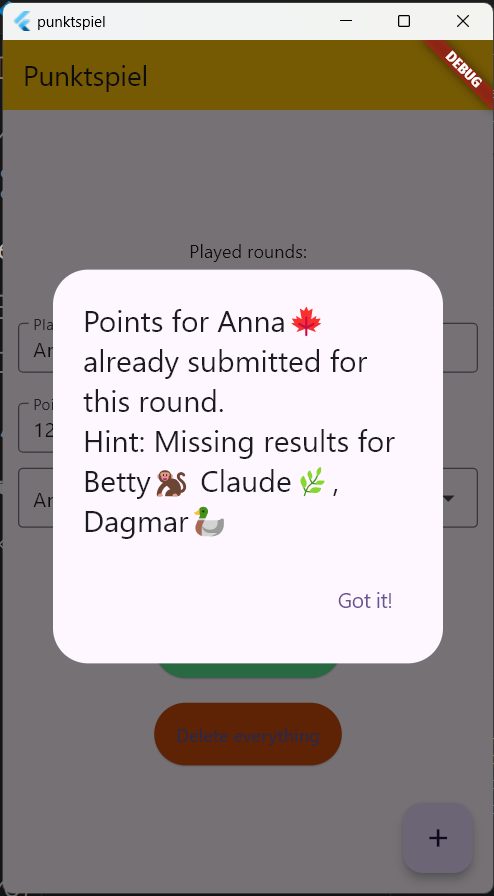 punktspiel
Punktspiel
DEBUG
Played rounds:
Pla
An
Poi
12
An
Points for Anna🍁
already submitted for
this round.
Hint: Missing results for
Betty🐒 Claude🌿,
Dagmar🦆
Got it!
Delete everything
+